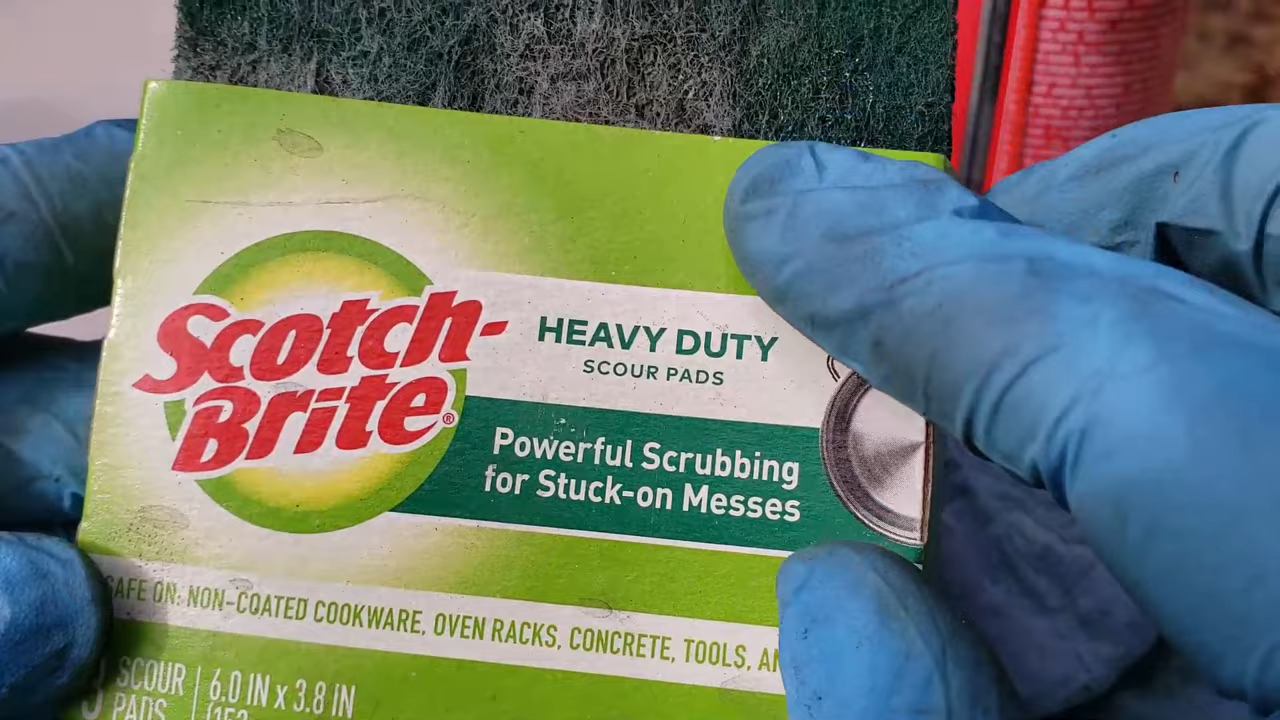 Scotch-
Brite®
HEAVY DUTY
SCOUR PADS
Powerful Scrubbing
for Stuck-on Messes
SAFE ON: NON-COATED COOKWARE, OVEN RACKS, CONCRETE, TOOLS,
SCOUR
PADS
6.0 IN x 3.8 IN